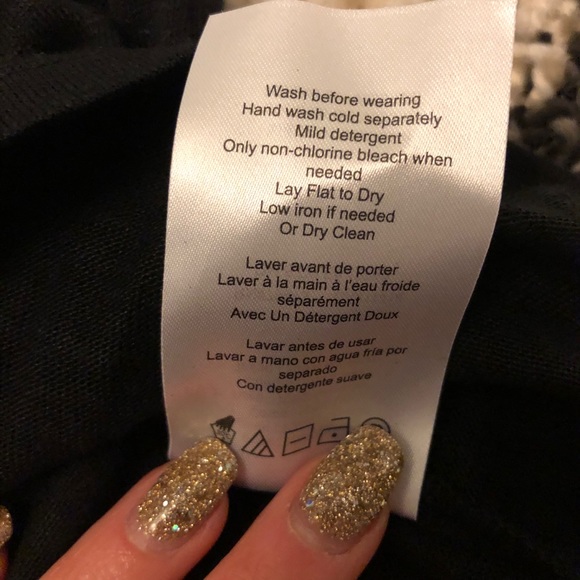 Wash before wearing
Hand wash cold separately
Mild detergent
Only non-chlorine bleach when
needed
Lay Flat to Dry
Low iron if needed
Or Dry Clean
Laver avant de porter
Laver à la main à l'eau froide
séparément
Avec Un Détergent Doux
Lavar antes de usar
Lavar a mano con agua fría por
separado
Con detergente suave